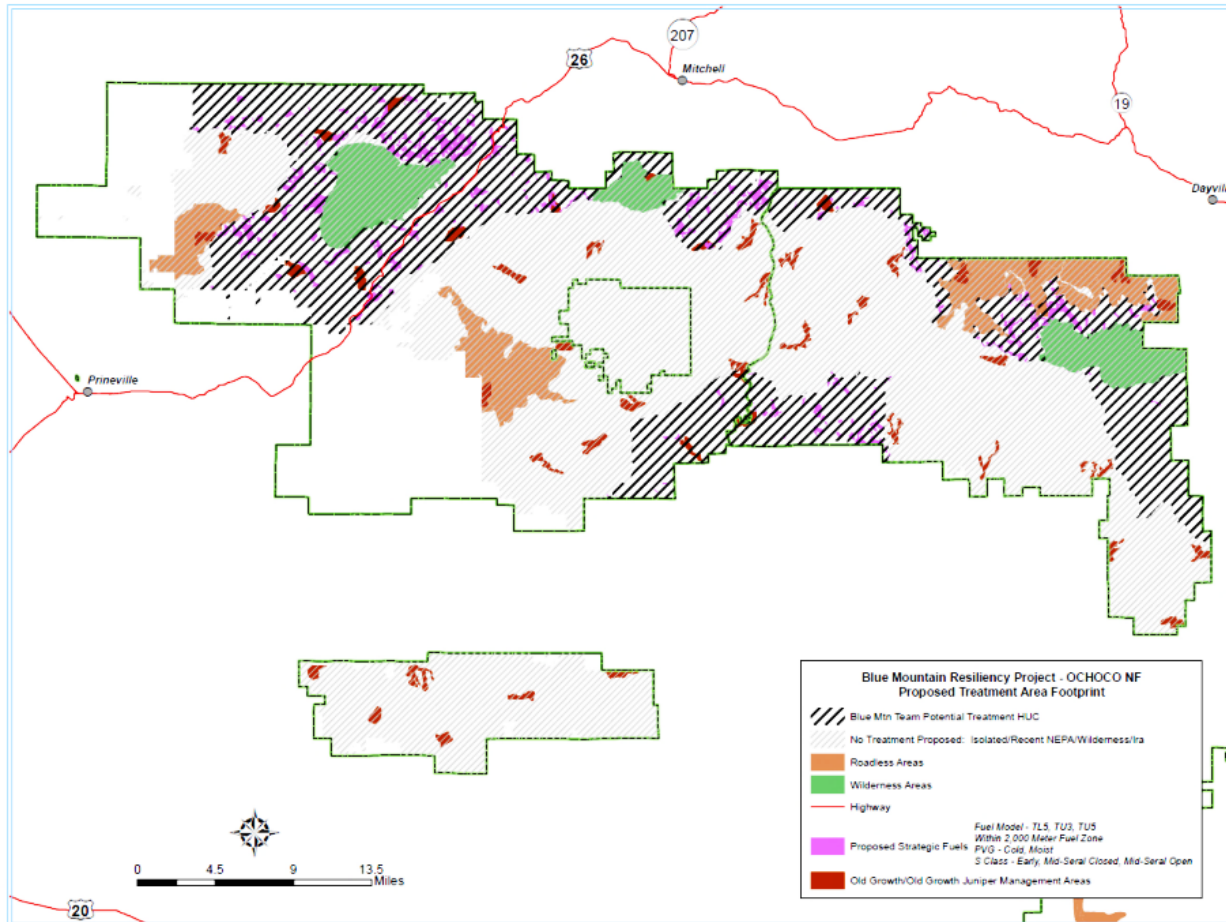 207
26
Mitchell
19
Dayville
Prineville
Blue Mountain Resiliency Project - OCHOCO NF
Proposed Treatment Area Footprint
Blue Mtn Team Potential Treatment HUC
No Treatment Proposed: Isolated/Recent NEPA/Wilderness/Ira
Roadless Areas
Wilderness Areas
Highway
Proposed Strategic Fuels
Fuel Model - TL5, TU3, TU5
Within 2,000 Meter Fuel Zone
PVG - Cold, Moist
S Class - Early, Mid-Seral Closed, Mid-Seral Open
Old Growth/Old Growth Juniper Management Areas
0 4.5 9 13.5
Miles
20